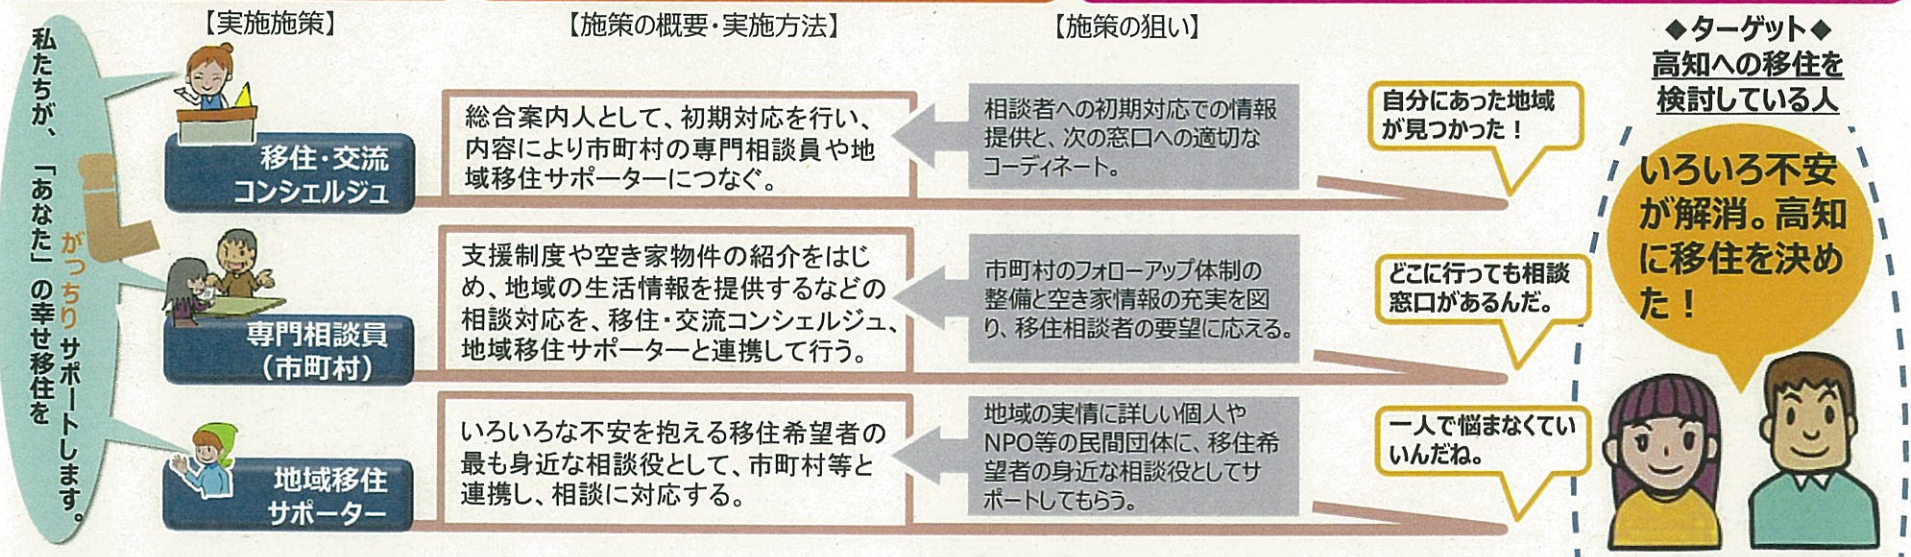 私たちが、「あなた」の幸せ移住を
がっちりサポートします。
【実施施策】
【施策の概要・実施方法】
【施策の狙い】
◆ターゲット◆
高知への移住を
検討している人
移住・交流
コンシェルジュ
総合案内人として、初期対応を行い、
内容により市町村の専門相談員や地
域移住サポーターにつなぐ。
相談者への初期対応での情報
提供と、次の窓口への適切な
コーディネート。
自分にあった地域
が見つかった！
専門相談員
（市町村）
支援制度や空き家物件の紹介をはじ
め、地域の生活情報を提供するなどの
相談対応を、移住・交流コンシェルジュ、
地域移住サポーターと連携して行う。
市町村のフォローアップ体制の
整備と空き家情報の充実を図
り、移住相談者の要望に応える。
どこに行っても相談
窓口があるんだ。
地域移住
サポーター
いろいろな不安を抱える移住希望者の
最も身近な相談役として、市町村等と
連携し、相談に対応する。
地域の実情に詳しい個人や
NPO等の民間団体に、移住希
望者の身近な相談役としてサ
ポートしてもらう。
一人で悩まなくてい
いんだね。
いろいろ不安
が解消。高知
に移住を決め
た！